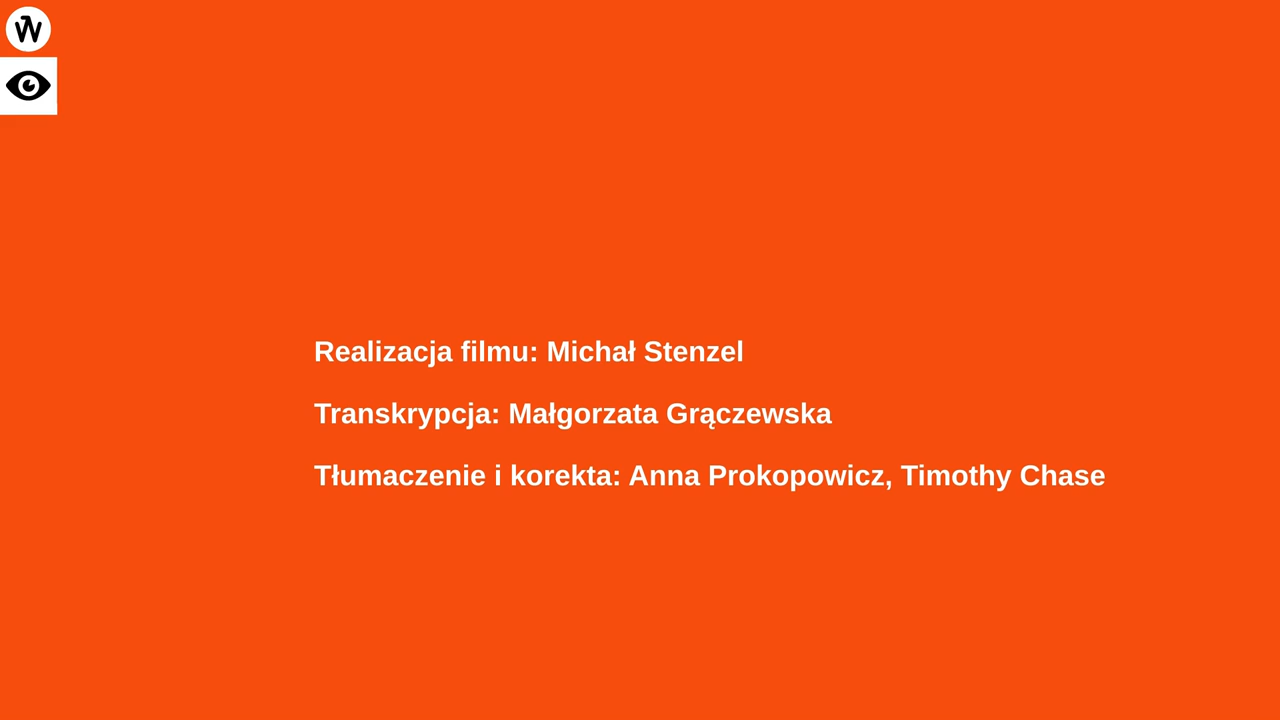 Realizacja filmu: Michał Stenzel
Transkrypcja: Małgorzata Grączewska
Tłumaczenie i korekta: Anna Prokopowicz, Timothy Chase